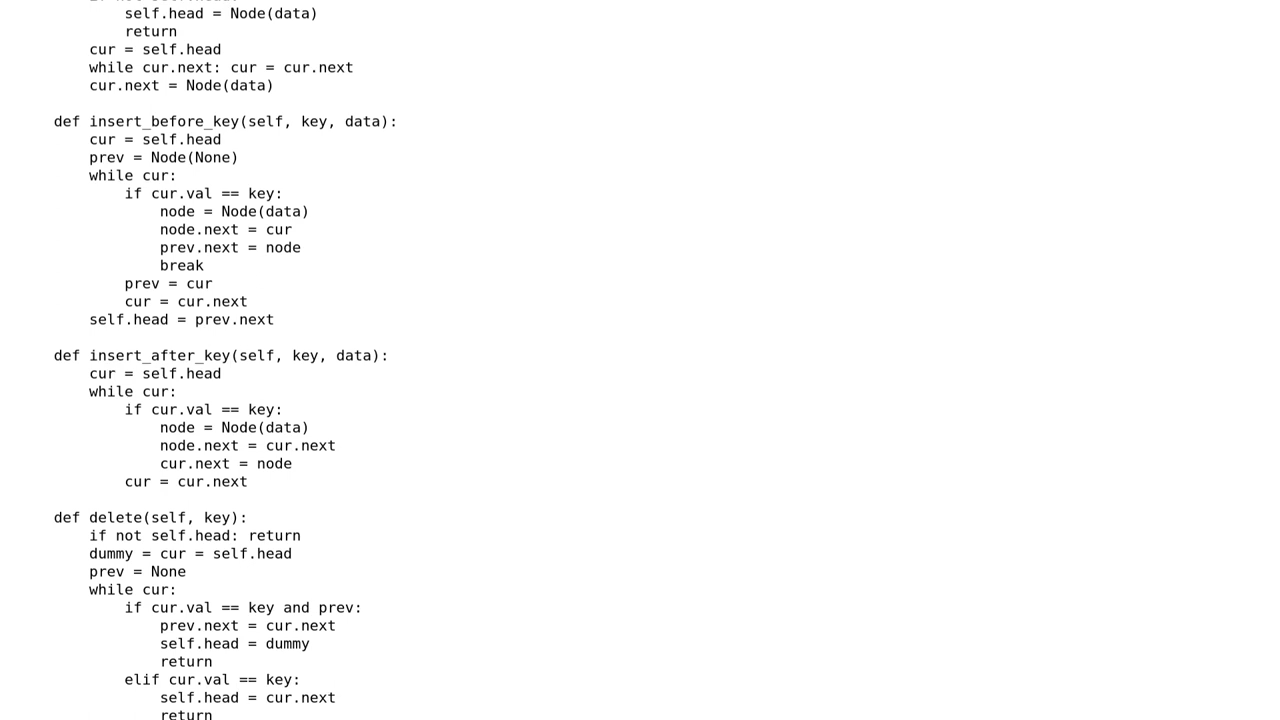 self.head = Node(data)
return
cur = self.head
while cur.next: cur = cur.next
cur.next = Node(data)
def insert_before_key(self, key, data):
cur = self.head
prev = Node(None)
while cur:
if cur.val == key:
node = Node(data)
node.next = cur
prev.next = node
break
prev = cur
cur = cur.next
self.head = prev.next
def insert_after_key(self, key, data):
cur = self.head
while cur:
if cur.val == key:
node = Node(data)
node.next = cur.next
cur.next = node
cur = cur.next
def delete(self, key):
if not self.head: return
dummy = cur = self.head
prev = None
while cur:
if cur.val == key and prev:
prev.next = cur.next
self.head = dummy
return
elif cur.val == key:
self.head = cur.next
return